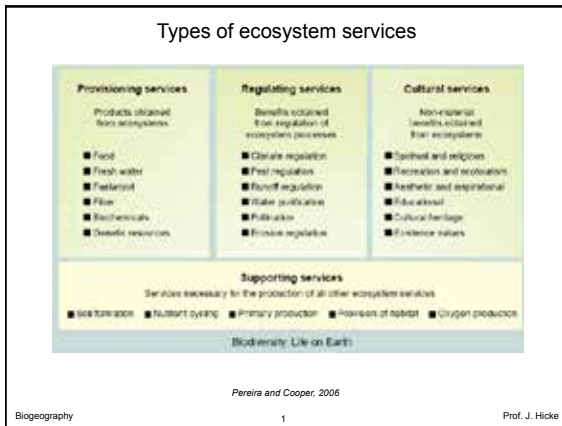 Types of ecosystem services
Provisioning services
Products obtained
from ecosystems
■ Food
■ Fresh water
■ Fuelwood
■ Fiber
■ Biochemicals
■ Genetic resources
Regulating services
Benefits obtained
from regulation of
ecosystem processes
■ Climate regulation
■ Pest regulation
■ Runoff regulation
■ Water purification
■ Pollination
■ Erosion regulation
Cultural services
Non-material
benefits obtained
from ecosystems
■ Spiritual and religious
■ Recreation and ecotourism
■ Aesthetic and inspirational
■ Educational
■ Cultural heritage
■ Existence values
Supporting services
Services necessary for the production of all other ecosystem services
■ Soil formation ■ Nutrient cycling ■ Primary production ■ Provision of habitat ■ Oxygen production
Biodiversity: Life on Earth
Pereira and Cooper, 2006
Biogeography 1 Prof. J. Hicke